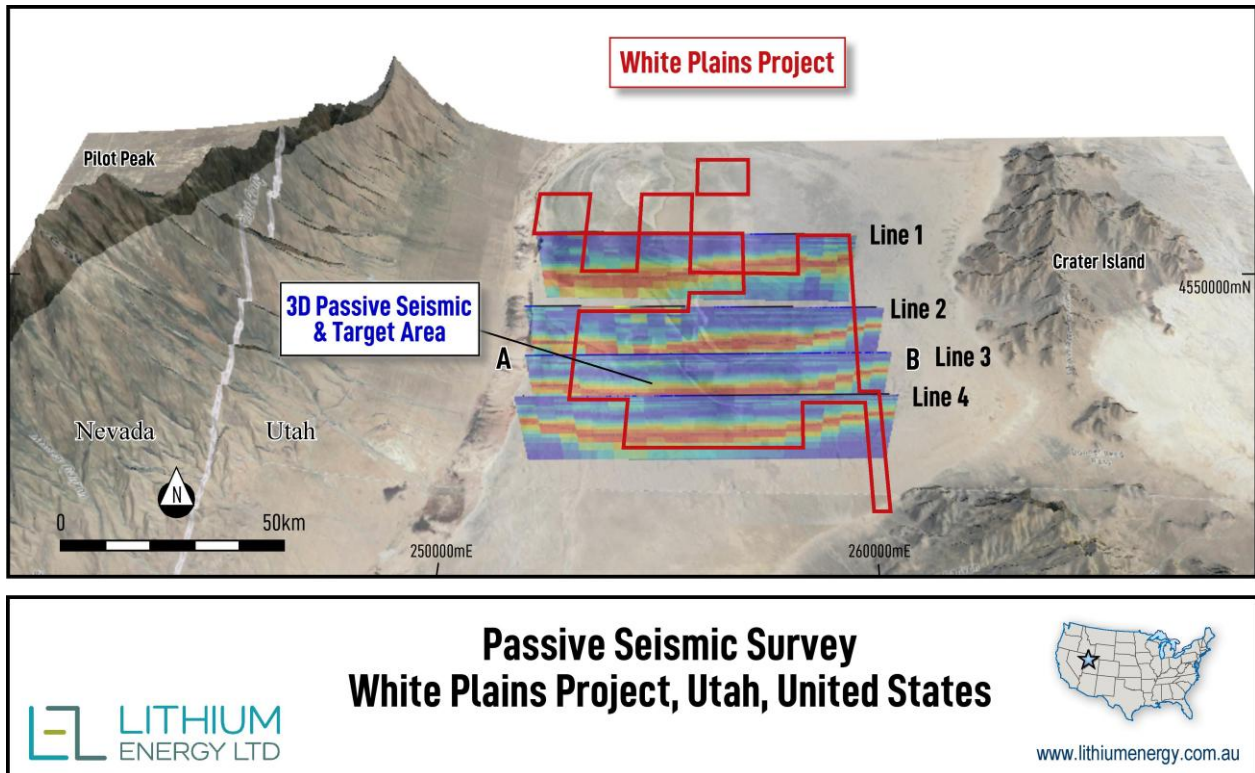 White Plains Project
Pilot Peak
Line 1
Crater Island
4550000mN
3D Passive Seismic
& Target Area
Line 2
A
B
Line 3
Line 4
Nevada
Utah
N
0
50km
250000mE
260000mE
Passive Seismic Survey
White Plains Project, Utah, United States
LEL
LITHIUM
ENERGY LTD
www.lithiumenergy.com.au